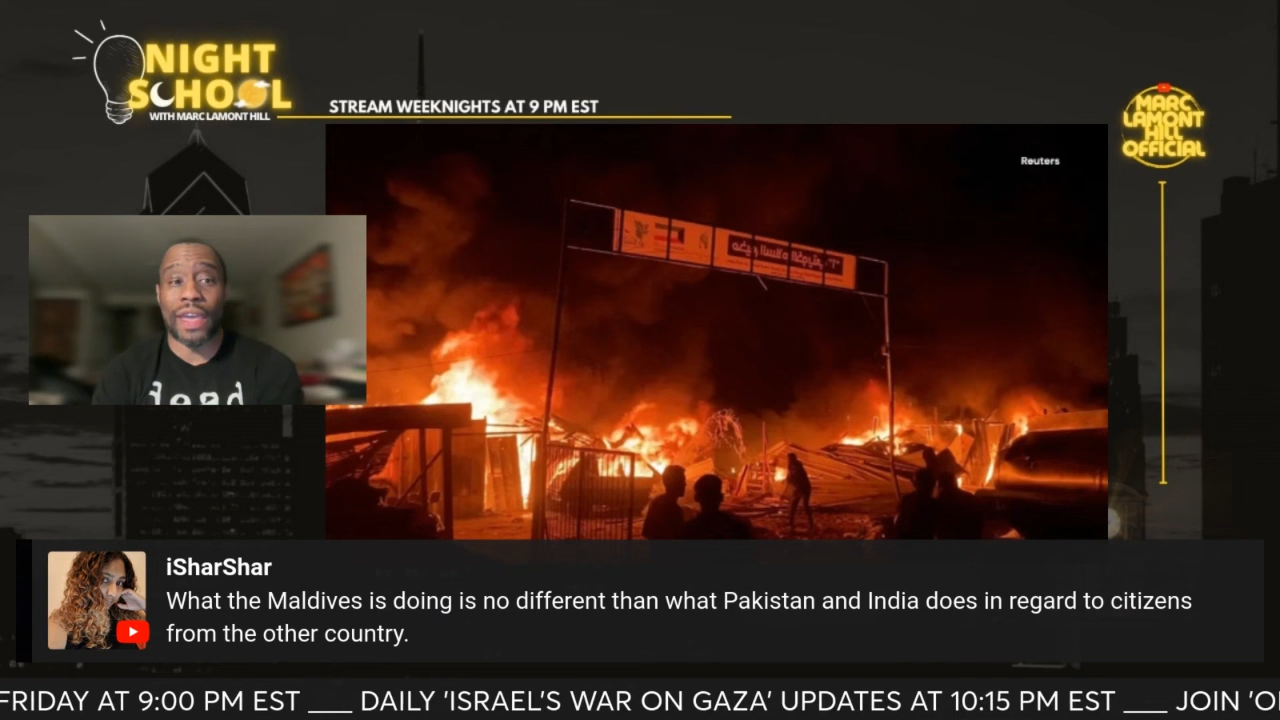 NIGHT
SCHOOL
WITH MARC LAMONT HILL
STREAM WEEKNIGHTS AT 9 PM EST
MARC
LAMONT
HILL
OFFICIAL
Reuters
dead
iSharShar
What the Maldives is doing is no different than what Pakistan and India does in regard to citizens
from the other country.
FRIDAY AT 9:00 PM EST ___ DAILY 'ISRAEL'S WAR ON GAZA' UPDATES AT 10:15 PM EST ___ JOIN 'O